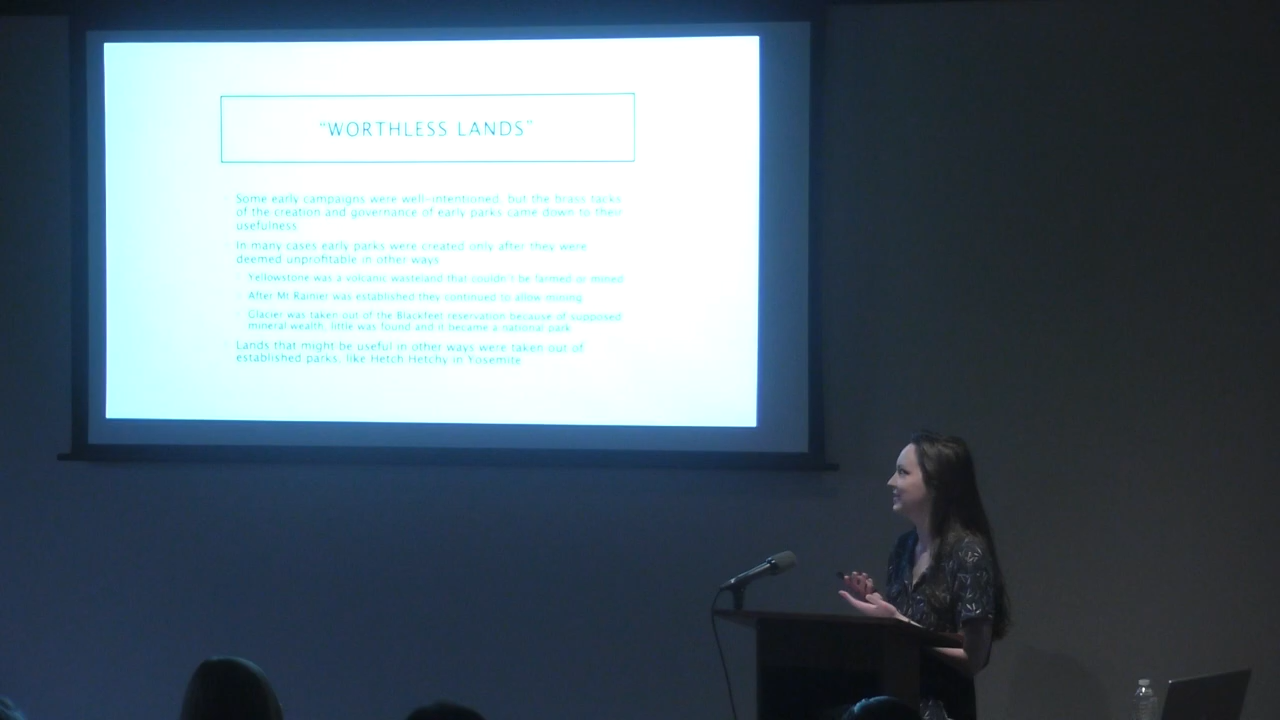 "WORTHLESS LANDS"
Some early campaigns were well-intentioned, but the brass tacks
of the creation and governance of early parks came down to their
usefulness.
In many cases early parks were created only after they were
deemed unprofitable in other ways
Yellowstone was a volcanic wasteland that couldn't be farmed or mined
After Mt Rainier was established they continued to allow mining
Glacier was taken out of the Blackfeet reservation because of supposed
mineral wealth, little was found and it became a national park
Lands that might be useful in other ways were taken out of
established parks, like Hetch Hetchy in Yosemite